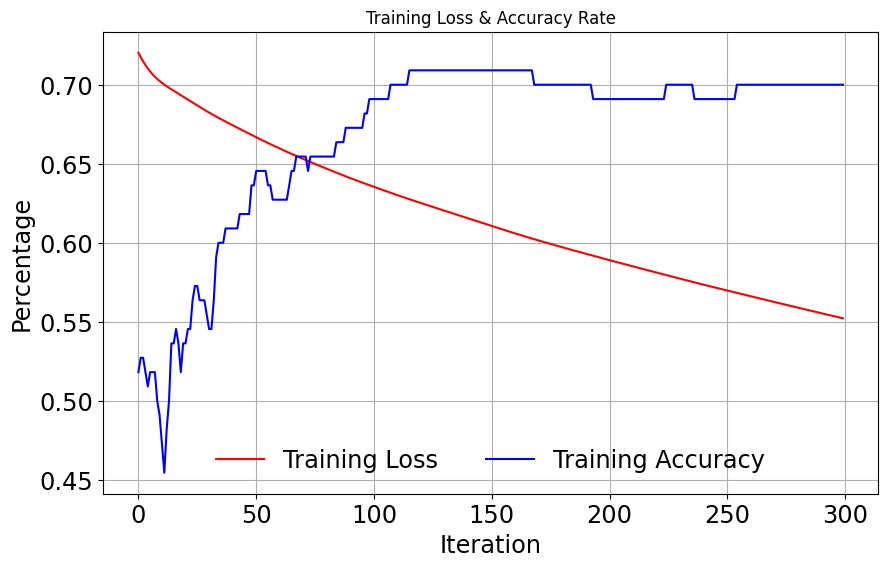 Training Loss & Accuracy Rate
Percentage
0.70
0.65
0.60
0.55
0.50
0.45
Training Loss
Training Accuracy
0 50 100 150 200 250 300
Iteration